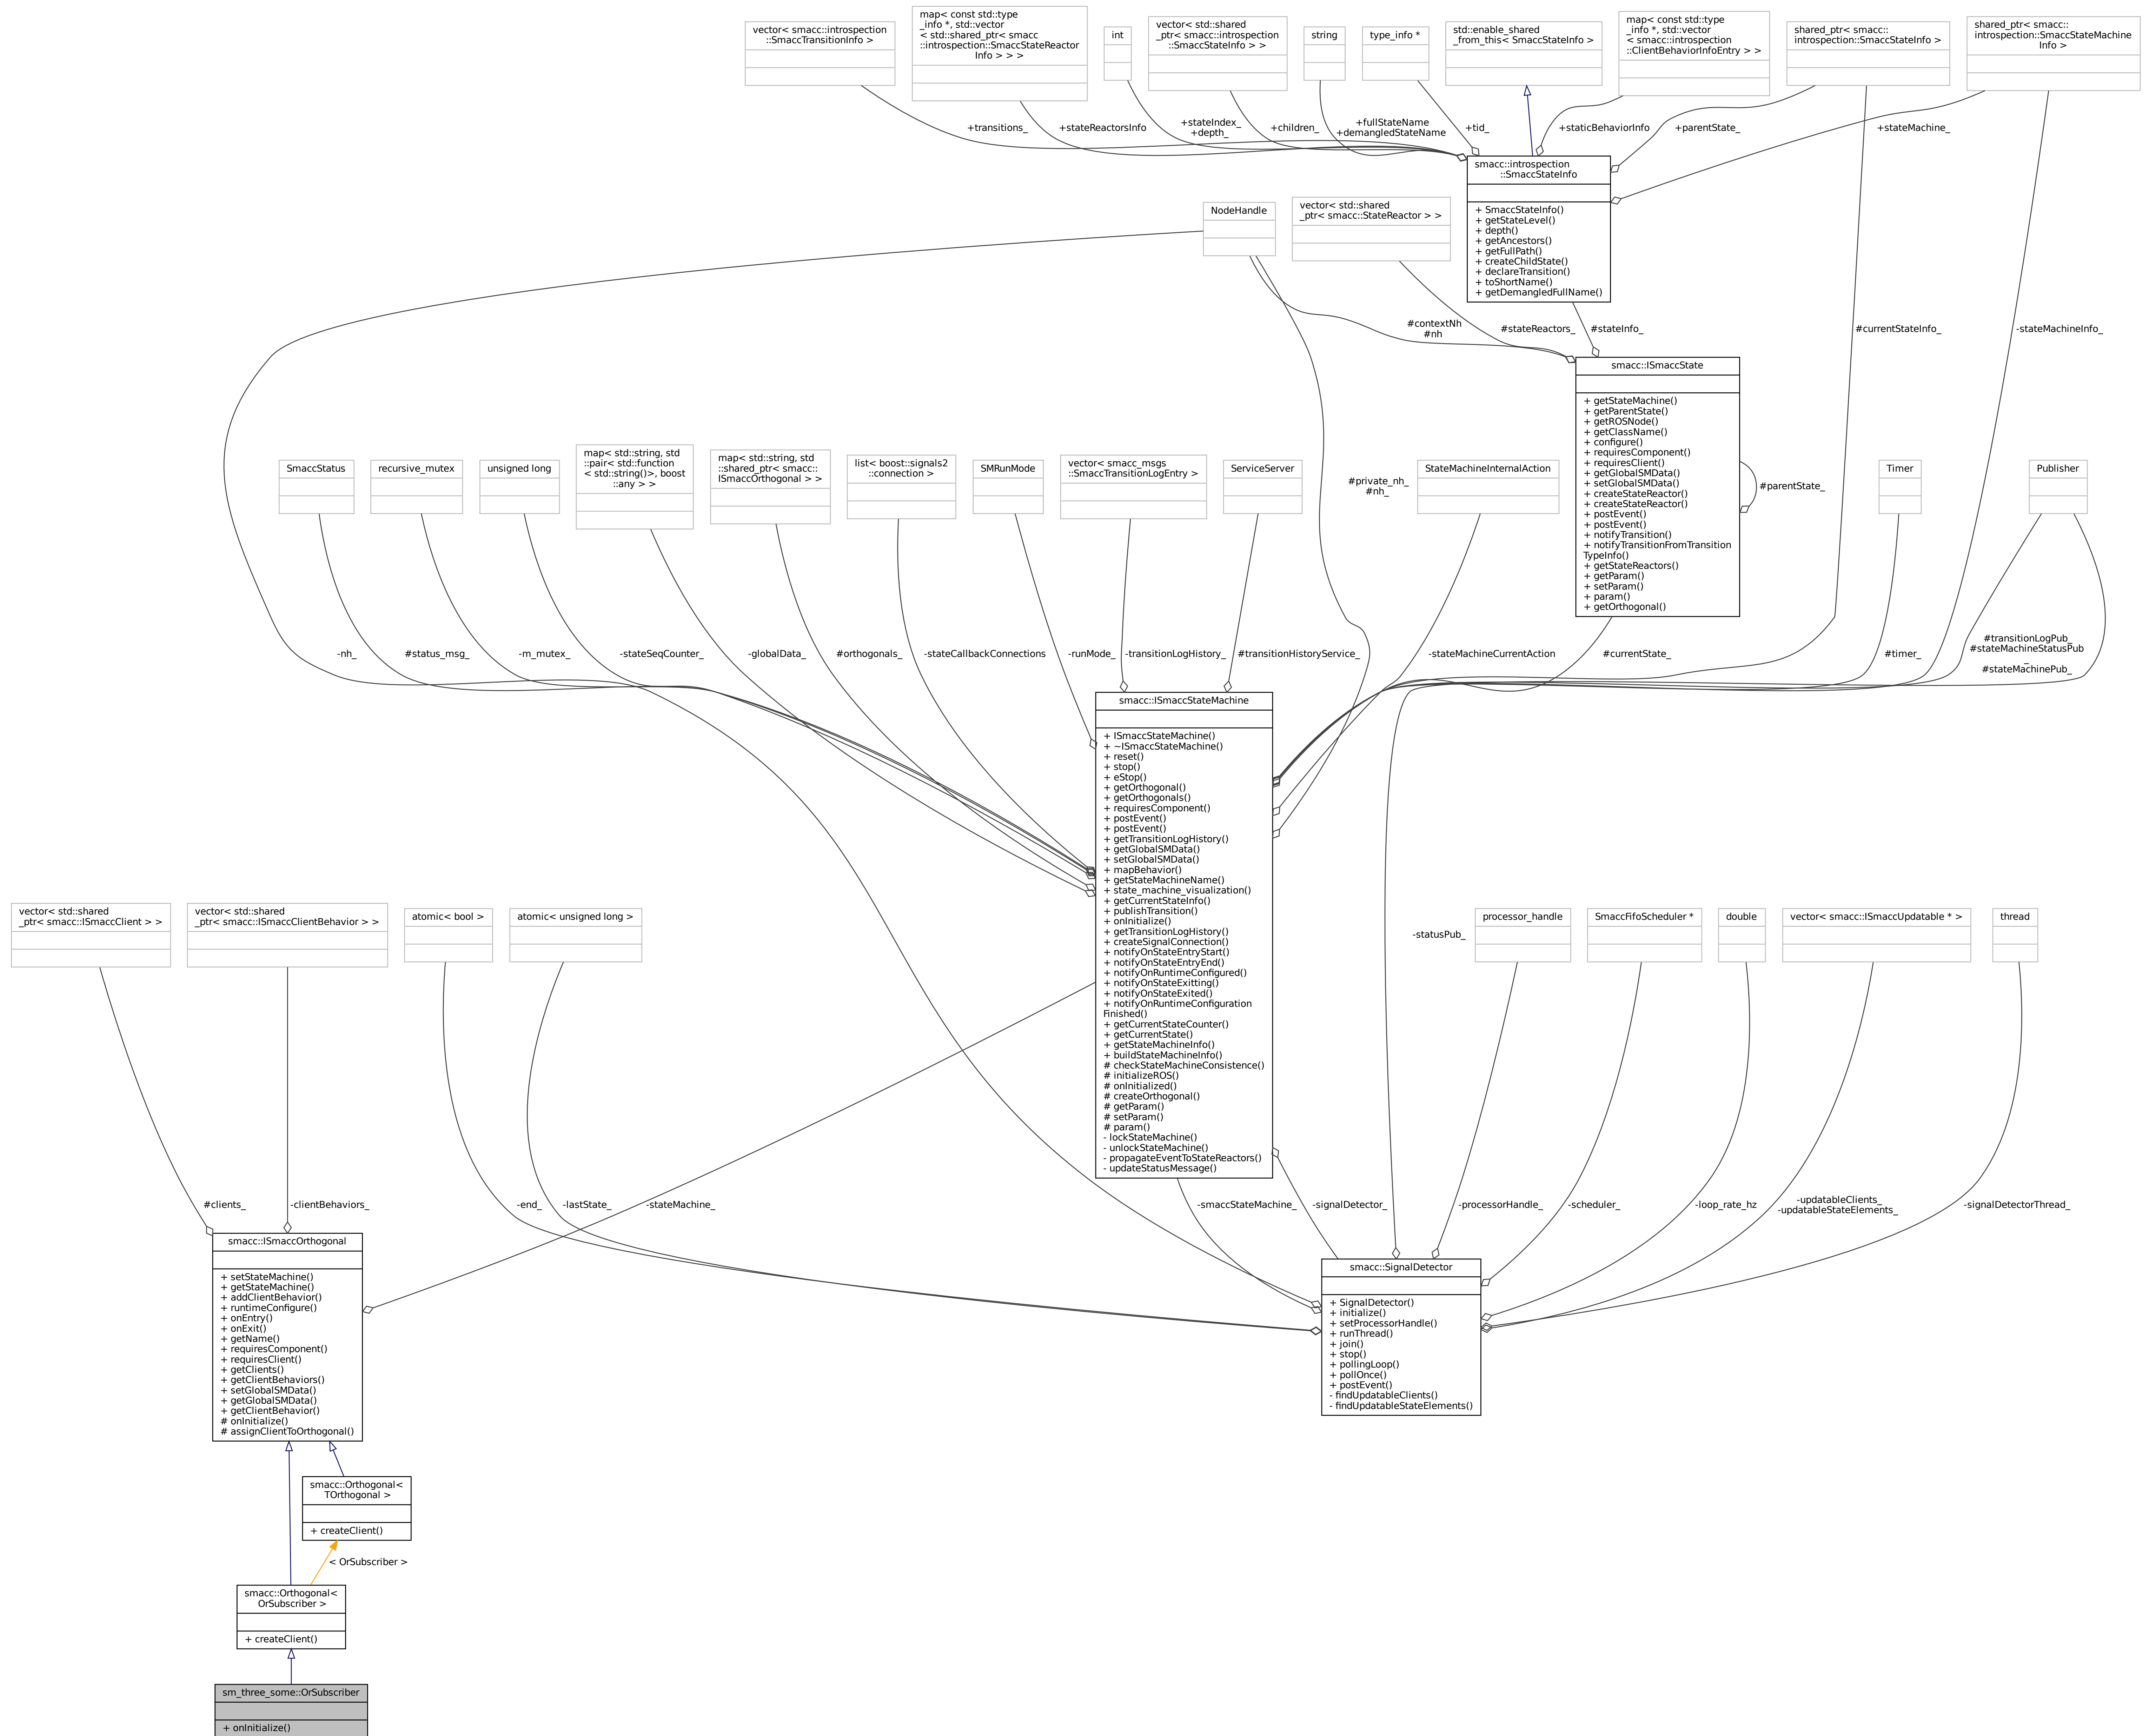 vector< smacc::introspection
::SmaccTransitionInfo >
map< const std::type
_info *, std::vector
< std::shared_ptr< smacc
::introspection::SmaccStateReactor
Info > > >
int
vector< std::shared
_ptr< smacc::introspection
::SmaccStateInfo > >
string
type_info *
std::enable_shared
_from_this< SmaccStateInfo >
map< const std::type
_info *, std::vector
< smacc::introspection
::ClientBehaviorInfoEntry > >
shared_ptr< smacc::
introspection::SmaccStateInfo >
shared_ptr< smacc::
introspection::SmaccStateMachine
Info >
+transitions_
+stateReactorsInfo
+stateIndex_
+depth_
+children_
+fullStateName
+demangledStateName
+tid_
+staticBehaviorInfo
+parentState_
+stateMachine_
smacc::introspection
::SmaccStateInfo
+ SmaccStateInfo()
+ getStateLevel()
+ depth()
+ getAncestors()
+ getFullPath()
+ createChildState()
+ declareTransition()
+ toShortName()
+ getDemangledFullName()
NodeHandle
vector< std::shared
_ptr< smacc::StateReactor > >
#contextNh
#nh
#stateReactors_
#stateInfo_
#currentStateInfo_
-stateMachineInfo_
smacc::ISmaccState
+ getStateMachine()
+ getParentState()
+ getROSNode()
+ getClassName()
+ configure()
+ requiresComponent()
+ requiresClient()
+ getGlobalSMData()
+ setGlobalSMData()
+ createStateReactor()
+ createStateReactor()
+ postEvent()
+ postEvent()
+ notifyTransition()
+ notifyTransitionFromTransition
TypeInfo()
+ getStateReactors()
+ getParam()
+ setParam()
+ param()
+ getOrthogonal()
#parentState_
SmaccStatus
recursive_mutex
unsigned long
map< std::string, std
::pair< std::function
< std::string()>, boost
::any > >
map< std::string, std
::shared_ptr< smacc::
ISmaccOrthogonal > >
list< boost::signals2
::connection >
SMRunMode
vector< smacc_msgs
::SmaccTransitionLogEntry >
ServiceServer
#private_nh_
#nh_
StateMachineInternalAction
Timer
Publisher
-nh_
#status_msg_
-m_mutex_
-stateSeqCounter_
-globalData_
#orthogonals_
-stateCallbackConnections
-runMode_
-transitionLogHistory_
#transitionHistoryService_
-stateMachineCurrentAction
#currentState_
#timer_
#transitionLogPub_
#stateMachineStatusPub
_
#stateMachinePub_
smacc::ISmaccStateMachine
+ ISmaccStateMachine()
+ ~ISmaccStateMachine()
+ reset()
+ stop()
+ eStop()
+ getOrthogonal()
+ getOrthogonals()
+ requiresComponent()
+ postEvent()
+ postEvent()
+ getTransitionLogHistory()
+ getGlobalSMData()
+ setGlobalSMData()
+ mapBehavior()
+ getStateMachineName()
+ state_machine_visualization()
+ getCurrentStateInfo()
+ publishTransition()
+ onInitialize()
+ getTransitionLogHistory()
+ createSignalConnection()
+ notifyOnStateEntryStart()
+ notifyOnStateEntryEnd()
+ notifyOnRuntimeConfigured()
+ notifyOnStateExitting()
+ notifyOnStateExited()
+ notifyOnRuntimeConfiguration
Finished()
+ getCurrentStateCounter()
+ getCurrentState()
+ getStateMachineInfo()
+ buildStateMachineInfo()
# checkStateMachineConsistence()
# initializeROS()
# onInitialized()
# createOrthogonal()
# getParam()
# setParam()
# param()
- lockStateMachine()
- unlockStateMachine()
- propagateEventToStateReactors()
- updateStatusMessage()
vector< std::shared
_ptr< smacc::ISmaccClient > >
vector< std::shared
_ptr< smacc::ISmaccClientBehavior > >
atomic< bool >
atomic< unsigned long >
-statusPub_
processor_handle
SmaccFifoScheduler *
double
vector< smacc::ISmaccUpdatable * >
thread
#clients_
-clientBehaviors_
-end_
-lastState_
-stateMachine_
-smaccStateMachine_
-signalDetector_
-processorHandle_
-scheduler_
-loop_rate_hz
-updatableClients_
-updatableStateElements_
-signalDetectorThread_
smacc::ISmaccOrthogonal
+ setStateMachine()
+ getStateMachine()
+ addClientBehavior()
+ runtimeConfigure()
+ onEntry()
+ onExit()
+ getName()
+ requiresComponent()
+ requiresClient()
+ getClients()
+ getClientBehaviors()
+ setGlobalSMData()
+ getGlobalSMData()
+ getClientBehavior()
# onInitialize()
# assignClientToOrthogonal()
smacc::SignalDetector
+ SignalDetector()
+ initialize()
+ setProcessorHandle()
+ runThread()
+ join()
+ stop()
+ pollingLoop()
+ pollOnce()
+ postEvent()
- findUpdatableClients()
- findUpdatableStateElements()
smacc::Orthogonal<
TOrthogonal >
+ createClient()
< OrSubscriber >
smacc::Orthogonal<
OrSubscriber >
+ createClient()
sm_three_some::OrSubscriber
+ onInitialize()